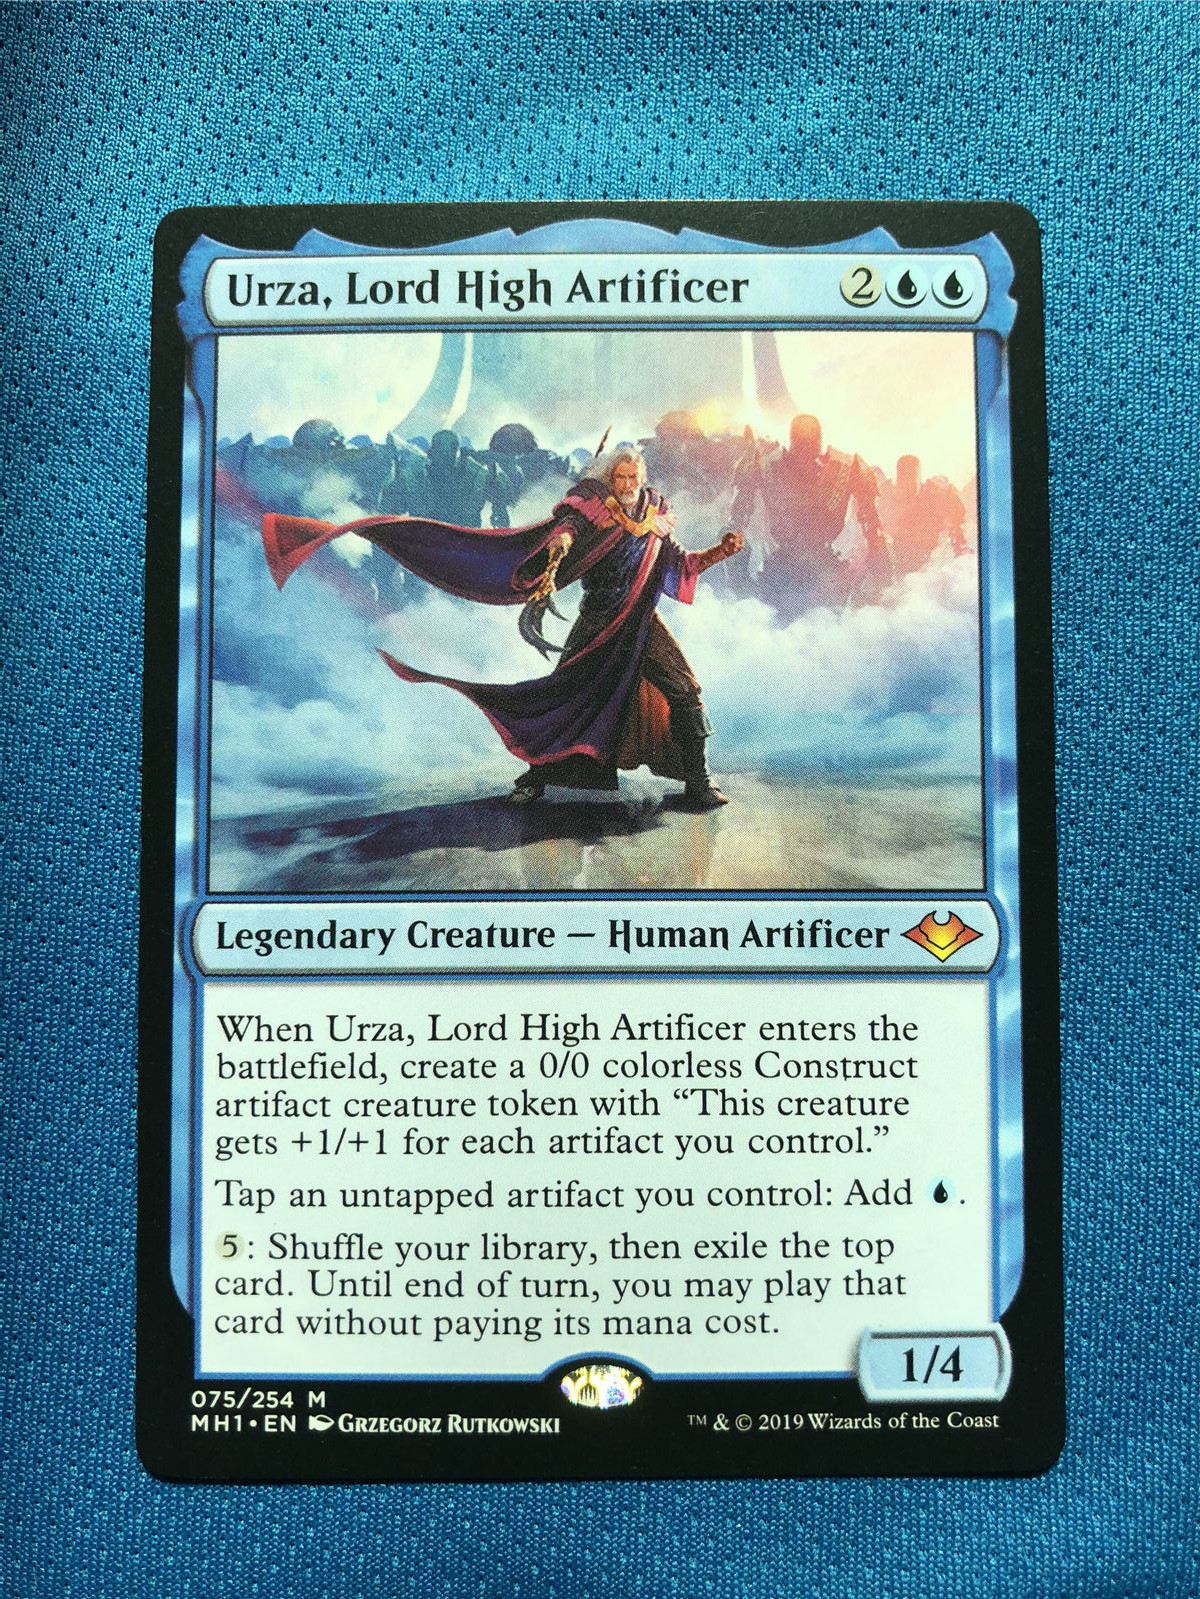 Urza, Lord High Artificer 2
Legendary Creature — Human Artificer
When Urza, Lord High Artificer enters the
battlefield, create a 0/0 colorless Construct
artifact creature token with “This creature
gets +1/+1 for each artifact you control.”
Tap an untapped artifact you control: Add .
5: Shuffle your library, then exile the top
card. Until end of turn, you may play that
card without paying its mana cost.
1/4
075/254 M
MH1•EN GRZEGORZ RUTKOWSKI
™ & © 2019 Wizards of the Coast